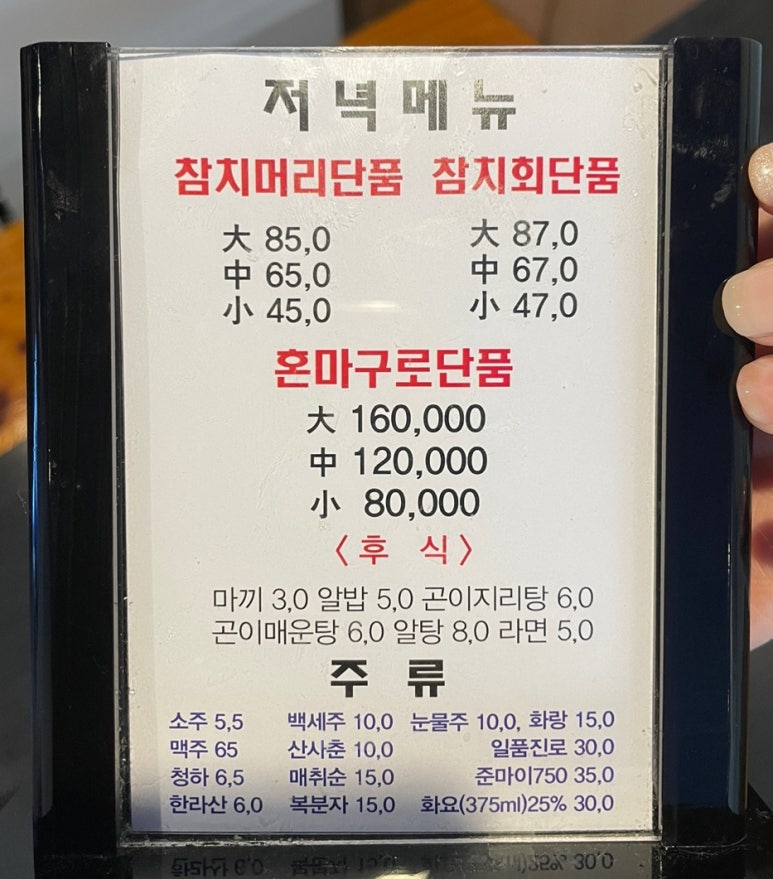 저녁메뉴
참치머리단품 참치회단품
大 85,0 大 87,0
中 65,0 中 67,0
小 45,0 小 47,0
혼마구로단품
大 160,000
中 120,000
小 80,000
〈후 식〉
마끼 3,0 알밥 5,0 곤이지리탕 6,0
곤이매운탕 6,0 알탕 8,0 라면 5,0
주 류
소주 5,5 백세주 10,0 눈물주 10,0, 화랑 15,0
맥주 65 산사춘 10,0 일품진로 30,0
청하 6,5 매취순 15,0 준마이750 35,0
한라산 6,0 복분자 15,0 화요(375ml)25% 30,0